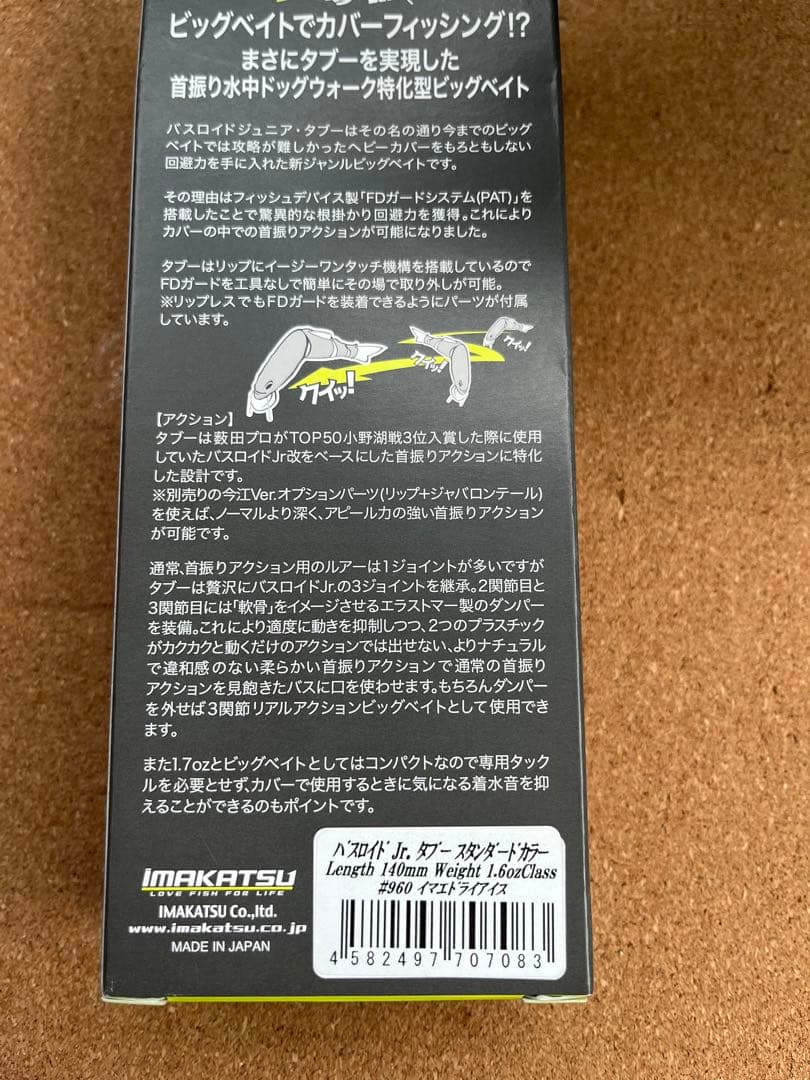 ビッグベイトでカバーフィッシング!?
まさにタブーを実現した
首振り水中ドッグウォーク特化型ビッグベイト
バスロイドジュニア・タブーはその名の通り今までのビッグ
ベイトでは攻略が難しかったヘビーカバーをもろともしない
回避力を手に入れた新ジャンルビッグベイトです。
その理由はフィッシュデバイス製「FDガードシステム(PAT)」を
搭載したことで驚異的な根掛かり回避力を獲得。これにより
カバーの中での首振りアクションが可能になりました。
タブーはリップにイージーワンタッチ機構を搭載しているので
FDガードを工具なしで簡単にその場で取り外しが可能。
※リップレスでもFDガードを装着できるようにパーツが付属
しています。
クイッ!
クイッ!
クイッ!
【アクション】
タブーは薮田プロがTOP50小野湖戦3位入賞した際に使用
していたバスロイドJr改をベースにした首振りアクションに特化
した設計です。
※別売りの今江Ver.オプションパーツ(リップ+ジャバロンテール)
を使えば、ノーマルより深く、アピール力の強い首振りアクション
が可能です。
通常、首振りアクション用のルアーは1ジョイントが多いですが
タブーは贅沢にバスロイドJr.の3ジョイントを継承。2関節目と
3関節目には「軟骨」をイメージさせるエラストマー製のダンパー
を装備。これにより適度に動きを抑制しつつ、2つのプラスチック
がカクカクと動くだけのアクションでは出せない、よりナチュラル
で違和感のない柔らかい首振りアクションで通常の首振り
アクションを見飽きたバスに口を使わせます。もちろんダンパー
を外せば3関節リアルアクションビッグベイトとして使用でき
ます。
また1.7ozとビッグベイトとしてはコンパクトなので専用タック
ルを必要とせず、カバーで使用するときに気になる着水音を抑
えることができるのもポイントです。
imakatsu
LOVE FISH FOR LIFE
IMAKATSU Co.,ltd.
www.imakatsu.co.jp
MADE IN JAPAN
バスロイド Jr. タブー スタンダードカラー
Length 140mm Weight 1.6ozClass
#960 イマエドライアイス
4 582497 707083